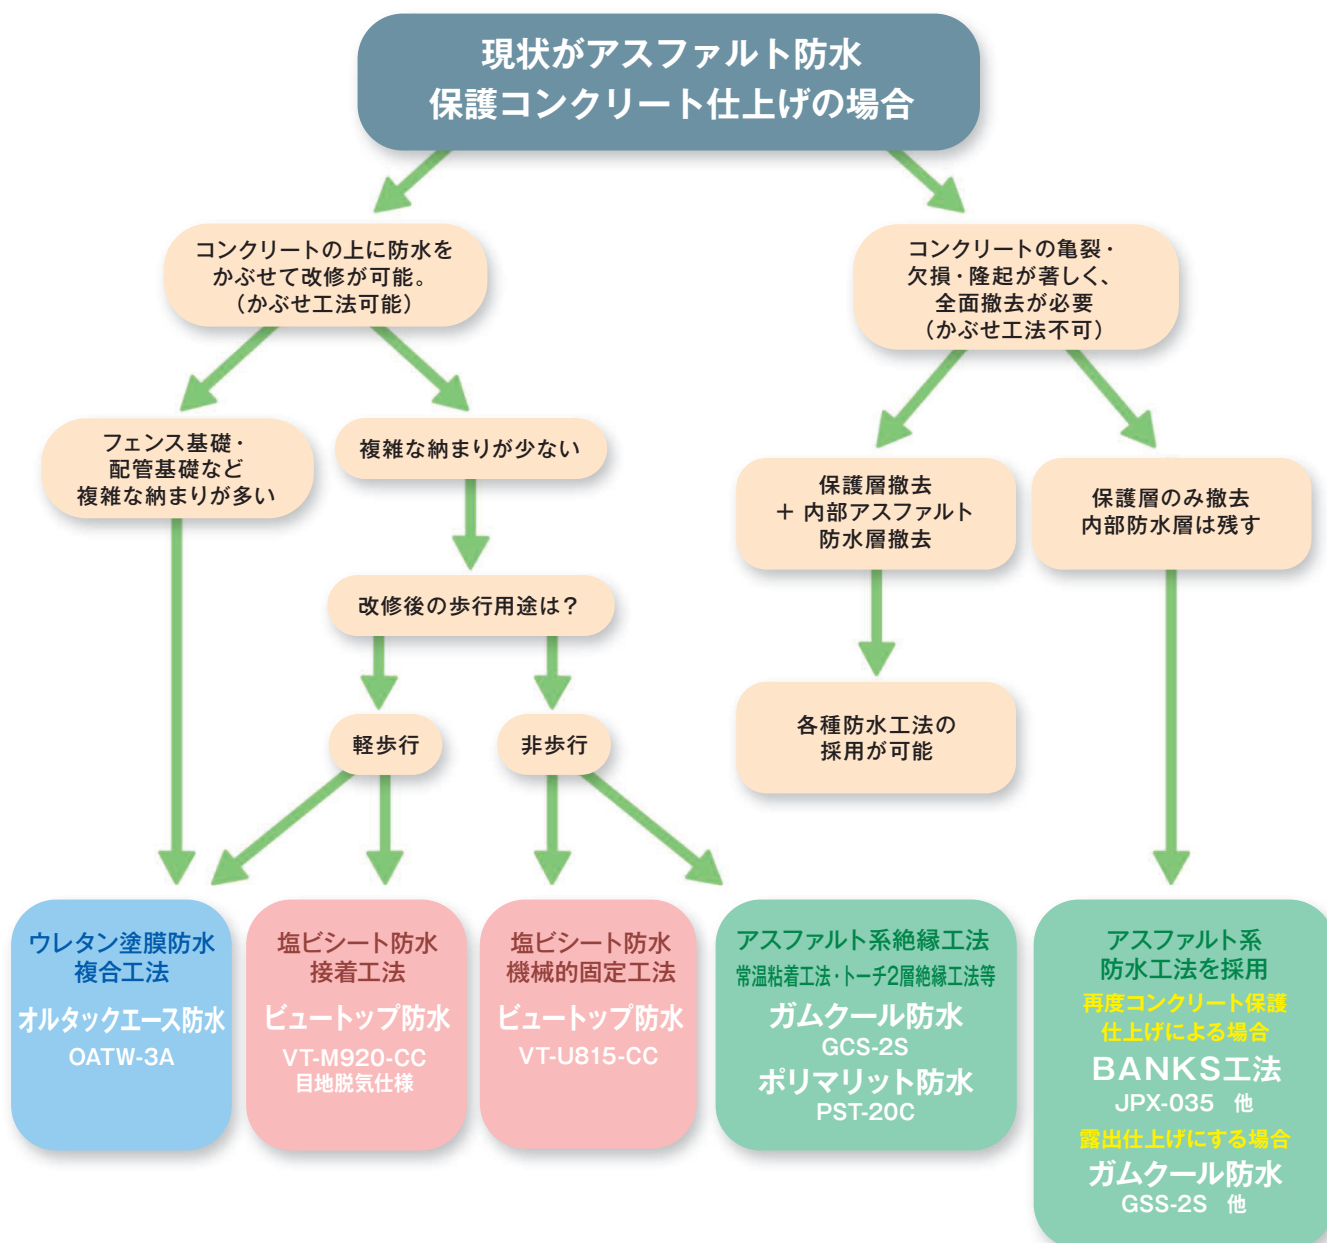 現状がアスファルト防水
保護コンクリート仕上げの場合
コンクリートの上に防水を
かぶせて改修が可能。
（かぶせ工法可能）
コンクリートの亀裂・
欠損・隆起が著しく、
全面撤去が必要
（かぶせ工法不可）
フェンス基礎・
配管基礎など
複雑な納まりが多い
複雑な納まりが少ない
保護層撤去
＋ 内部アスファルト
防水層撤去
保護層のみ撤去
内部防水層は残す
改修後の歩行用途は？
軽歩行
非歩行
各種防水工法の
採用が可能
ウレタン塗膜防水
複合工法
オルタックエース防水
OATW-3A
塩ビシート防水
接着工法
ビュートップ防水
VT-M920-CC
目地脱気仕様
塩ビシート防水
機械的固定工法
ビュートップ防水
VT-U815-CC
アスファルト系絶縁工法
常温粘着工法・トーチ2層絶縁工法等
ガムクール防水
GCS-2S
ポリマリット防水
PST-20C
アスファルト系
防水工法を採用
再度コンクリート保護
仕上げによる場合
BANKS工法
JPX-035 他
露出仕上げにする場合
ガムクール防水
GSS-2S 他